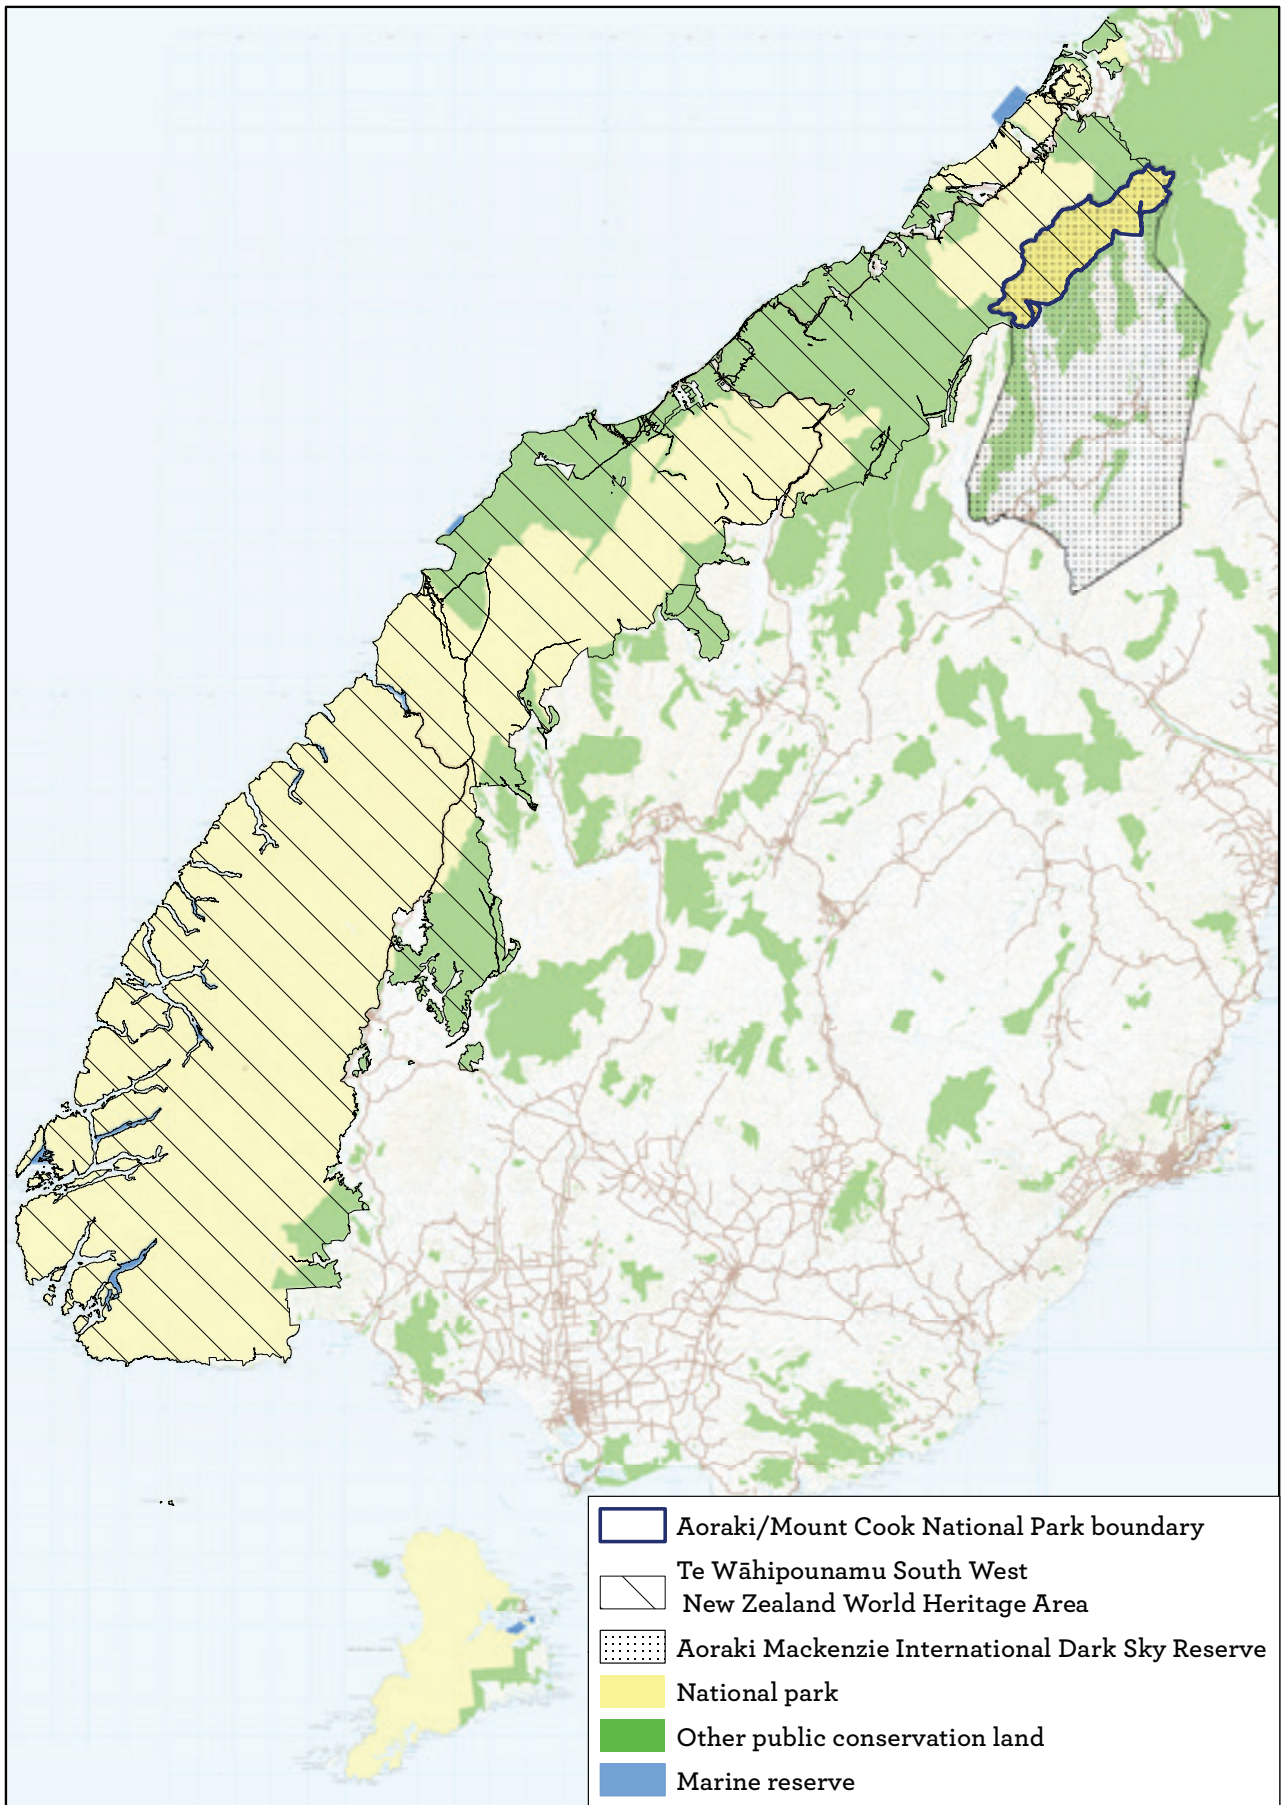 Aoraki/Mount Cook National Park boundary
Te Wāhipounamu South West
New Zealand World Heritage Area
Aoraki Mackenzie International Dark Sky Reserve
National park
Other public conservation land
Marine reserve